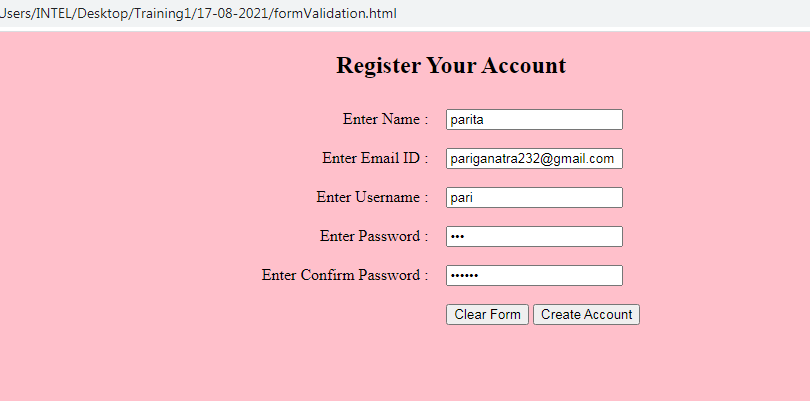 Users/INTEL/Desktop/Training1/17-08-2021/formValidation.html
Register Your Account
Enter Name : parita
Enter Email ID : pariganatra232@gmail.com
Enter Username : pari
Enter Password : •••
Enter Confirm Password : ••••••
Clear Form Create Account